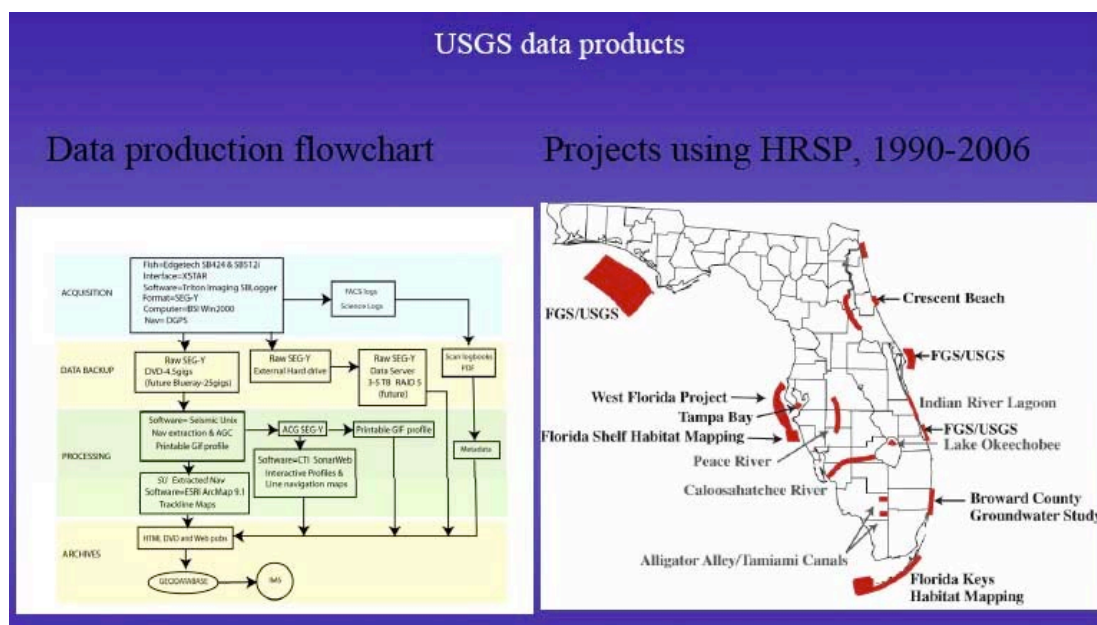 USGS data products
Data production flowchart
Projects using HRSP, 1990-2006
ACQUISITION
Fish=Edgetech SB424 & SB512i
Interface=XSTAR
Software=Triton Imaging SBLogger
Format=SEG-Y
Computer=BSI Win2000
Nav= DGPS
FACS logs
Science Logs
DATA BACKUP
Raw SEG-Y
DVD-4.5gigs
(future Blueray-25gigs)
Raw SEG-Y
External Hard drive
Raw SEG-Y
Data Server
3-5 TB RAID 5
(future)
Scan logbooks
PDF
PROCESSING
Software= Seismic Unix
Nav extraction & AGC
Printable Gif profile
ACG SEG-Y
Printable GIF profile
Metadata
Software=CTI SonarWeb
Interactive Profiles &
Line navigation maps
SU Extracted Nav
Software=ESRI ArcMap 9.1
Trackline Maps
ARCHIVES
HTML DVD and Web pubs
GEODATABASE
IMS
FGS/USGS
Crescent Beach
FGS/USGS
West Florida Project
Tampa Bay
Florida Shelf Habitat Mapping
Indian River Lagoon
FGS/USGS
Lake Okeechobee
Peace River
Caloosahatchee River
Broward County
Groundwater Study
Alligator Alley/Tamiami Canals
Florida Keys
Habitat Mapping